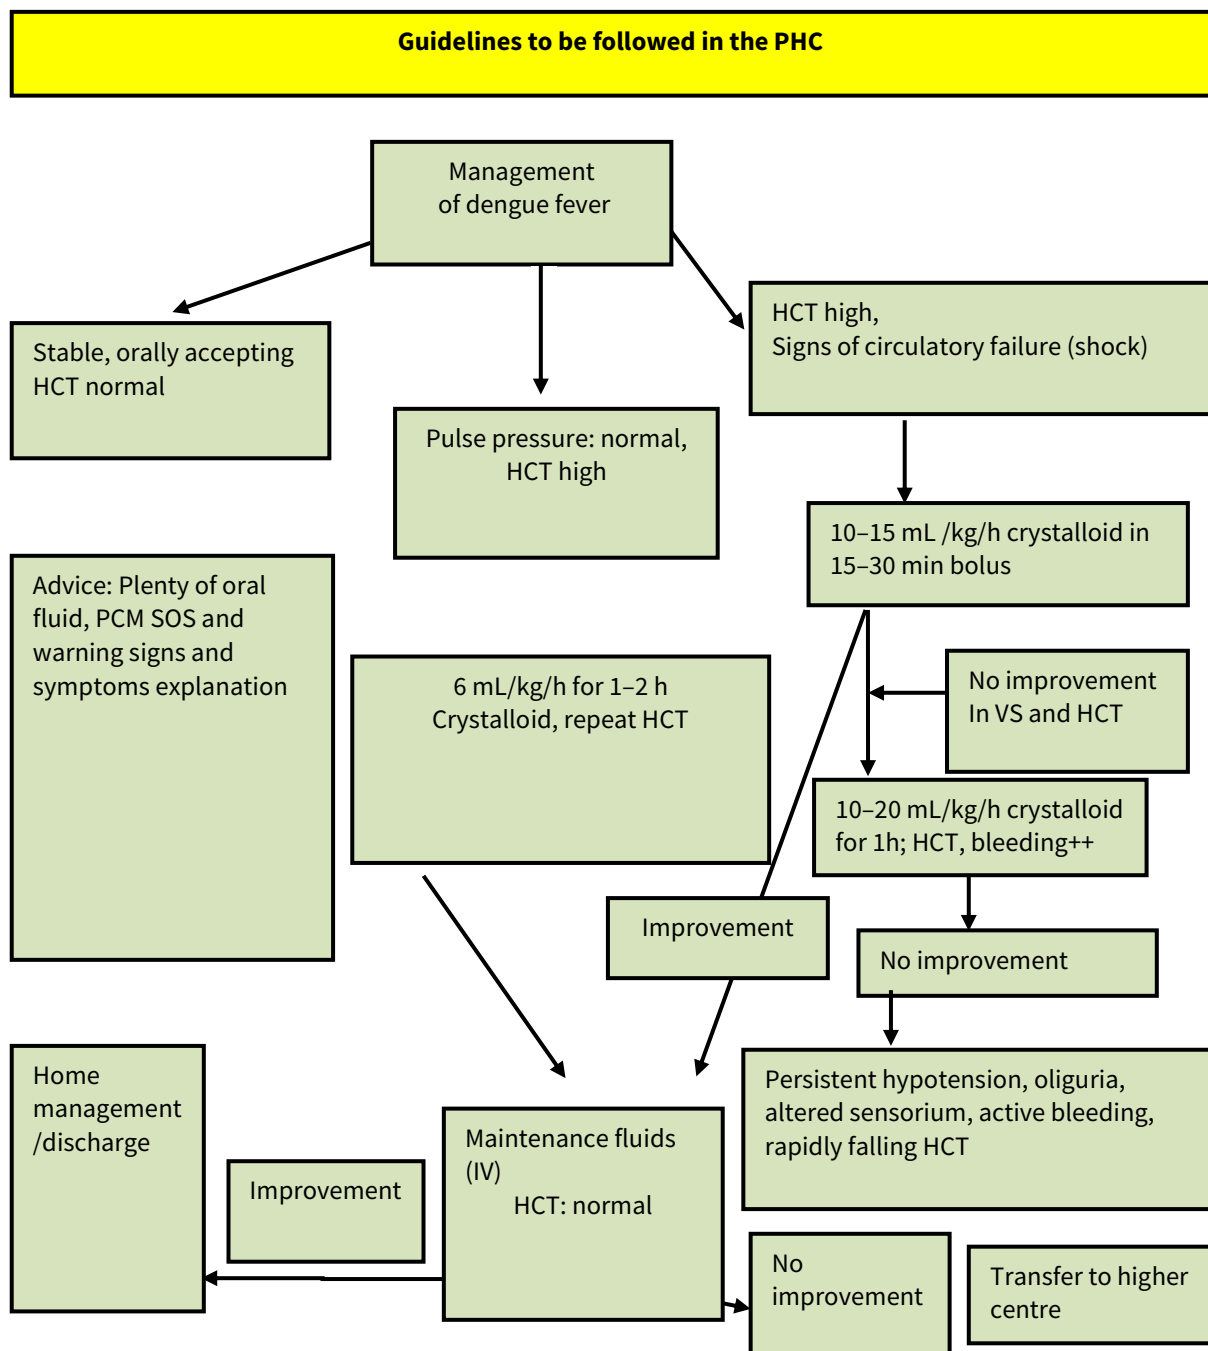 Guidelines to be followed in the PHC
Management
of dengue fever
Stable, orally accepting
HCT normal
Pulse pressure: normal,
HCT high
HCT high,
Signs of circulatory failure (shock)
10–15 mL /kg/h crystalloid in
15–30 min bolus
Advice: Plenty of oral
fluid, PCM SOS and
warning signs and
symptoms explanation
6 mL/kg/h for 1–2 h
Crystalloid, repeat HCT
No improvement
In VS and HCT
10–20 mL/kg/h crystalloid
for 1h; HCT, bleeding++
Improvement
No improvement
Home
management
/discharge
Improvement
Maintenance fluids
(IV)
HCT: normal
Persistent hypotension, oliguria,
altered sensorium, active bleeding,
rapidly falling HCT
No
improvement
Transfer to higher
centre